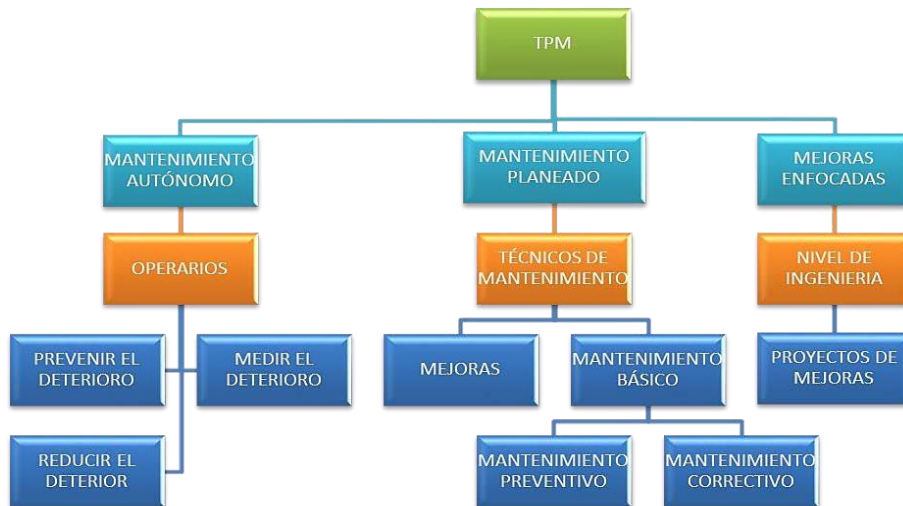 TPM
MANTENIMIENTO
AUTÓNOMO
MANTENIMIENTO
PLANEADO
MEJORAS
ENFOCADAS
OPERARIOS
TÉCNICOS DE
MANTENIMIENTO
NIVEL DE
INGENIERIA
PREVENIR EL
DETERIORO
MEDIR EL
DETERIORO
MEJORAS
MANTENIMIENTO
BÁSICO
PROYECTOS DE
MEJORAS
REDUCIR EL
DETERIOR
MANTENIMIENTO
PREVENTIVO
MANTENIMIENTO
CORRECTIVO